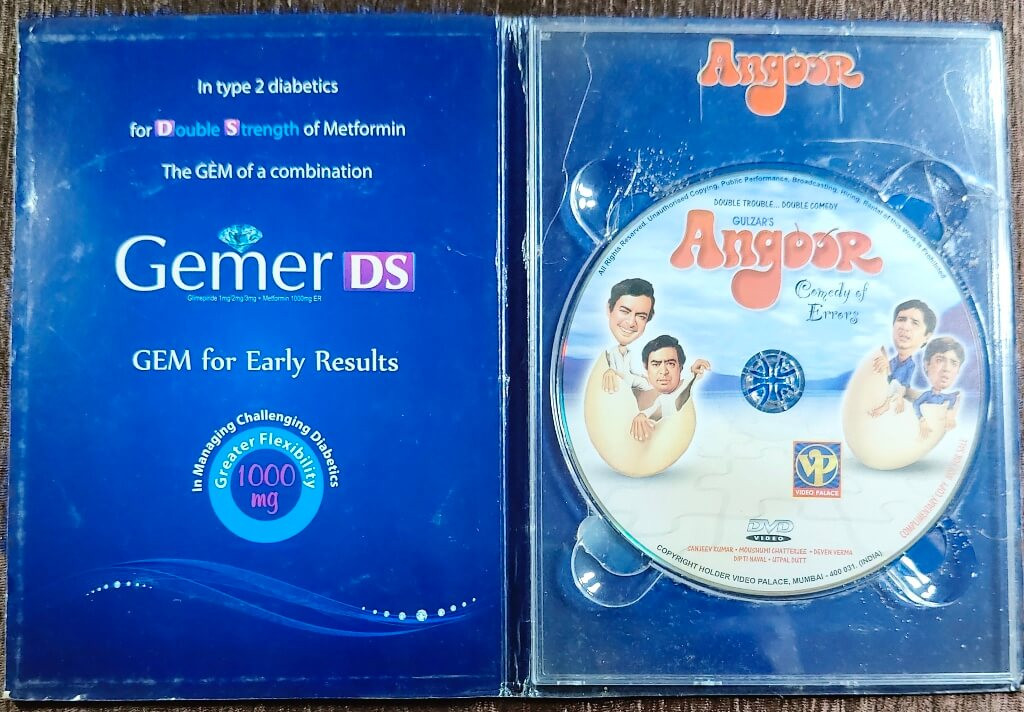 In type 2 diabetics
for Double Strength of Metformin
The GEM of a combination
Gemer DS
Glimepiride 1mg/2mg/3mg + Metformin 1000mg ER
GEM for Early Results
In Managing Challenging Diabetics
Greater Flexibility
1000
mg
Angoor
All Rights Reserved. Unauthorised Copying, Public Performance, Broadcasting, Hiring, Rental of this Work is Prohibited
DOUBLE TROUBLE... DOUBLE COMEDY
GULZAR'S
Angoor
Comedy of
Errors
VP
VIDEO PALACE
COMPLIMENTARY COPY - NOT FOR SALE
DVD
VIDEO
SANJEEV KUMAR • MOUSHUMI CHATTERJEE • DEVEN VERMA
DIPTI NAVAL • UTPAL DUTT
COPYRIGHT HOLDER VIDEO PALACE, MUMBAI - 400 031. (INDIA)